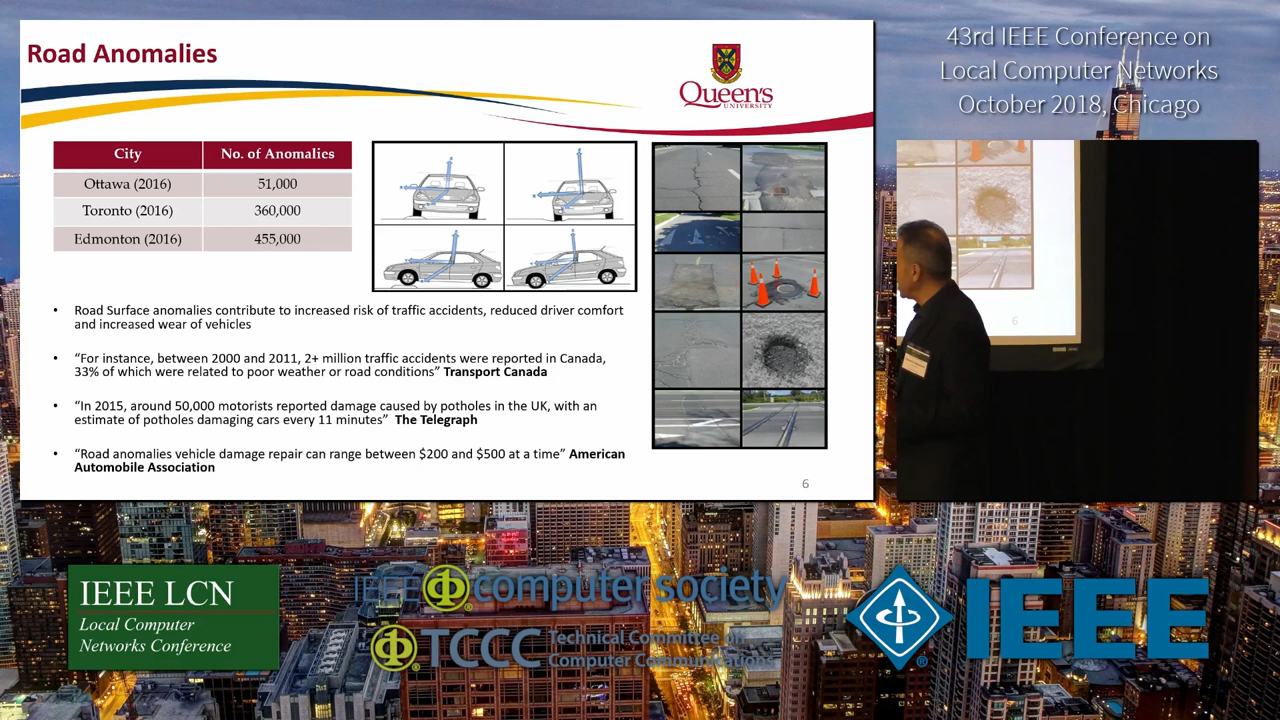 Road Anomalies
Queen's
UNIVERSITY
43rd IEEE Conference on
Local Computer Networks
October 2018, Chicago
City No. of Anomalies
Ottawa (2016) 51,000
Toronto (2016) 360,000
Edmonton (2016) 455,000
• Road Surface anomalies contribute to increased risk of traffic accidents, reduced driver comfort
and increased wear of vehicles
• “For instance, between 2000 and 2011, 2+ million traffic accidents were reported in Canada,
33% of which were related to poor weather or road conditions” Transport Canada
• “In 2015, around 50,000 motorists reported damage caused by potholes in the UK, with an
estimate of potholes damaging cars every 11 minutes” The Telegraph
• “Road anomalies vehicle damage repair can range between $200 and $500 at a time” American
Automobile Association
6
6
IEEE LCN
Local Computer
Networks Conference
IEEE computer society
TCCC Technical Committee on
Computer Communications
IEEE
®